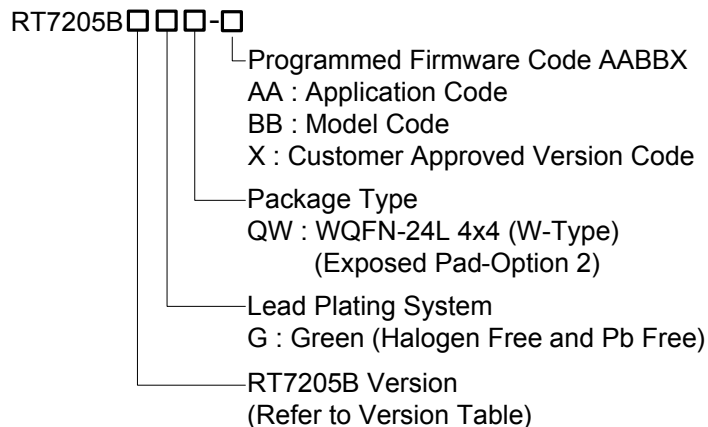 RT7205B□□□-□
Programmed Firmware Code AABBX
AA : Application Code
BB : Model Code
X : Customer Approved Version Code
Package Type
QW : WQFN-24L 4x4 (W-Type)
(Exposed Pad-Option 2)
Lead Plating System
G : Green (Halogen Free and Pb Free)
RT7205B Version
(Refer to Version Table)